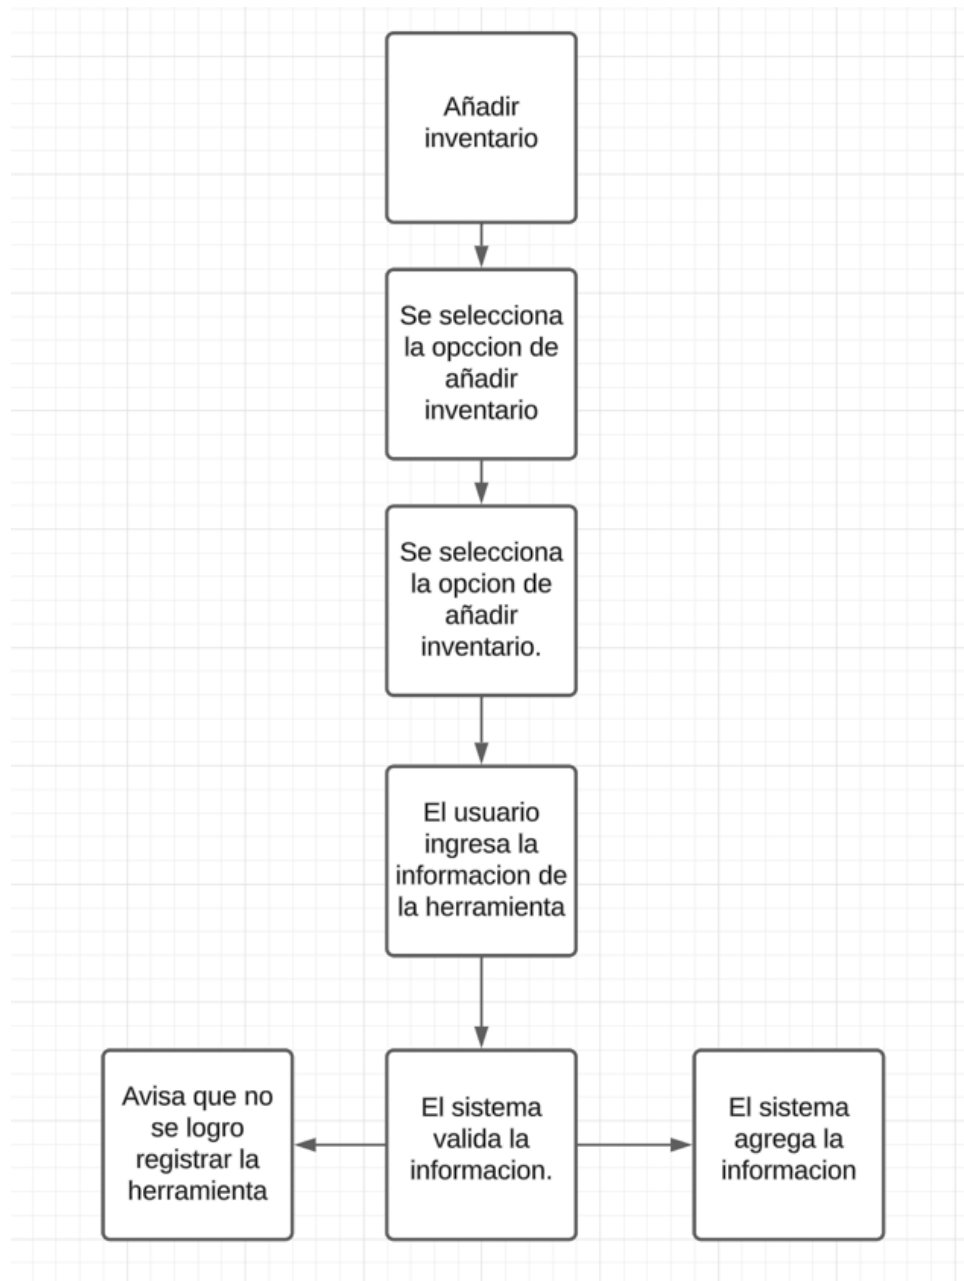 Añadir
inventario
Se selecciona
la opccion de
añadir
inventario
Se selecciona
la opcion de
añadir
inventario.
El usuario
ingresa la
informacion de
la herramienta
Avisa que no
se logro
registrar la
herramienta
El sistema
valida la
informacion.
El sistema
agrega la
informacion